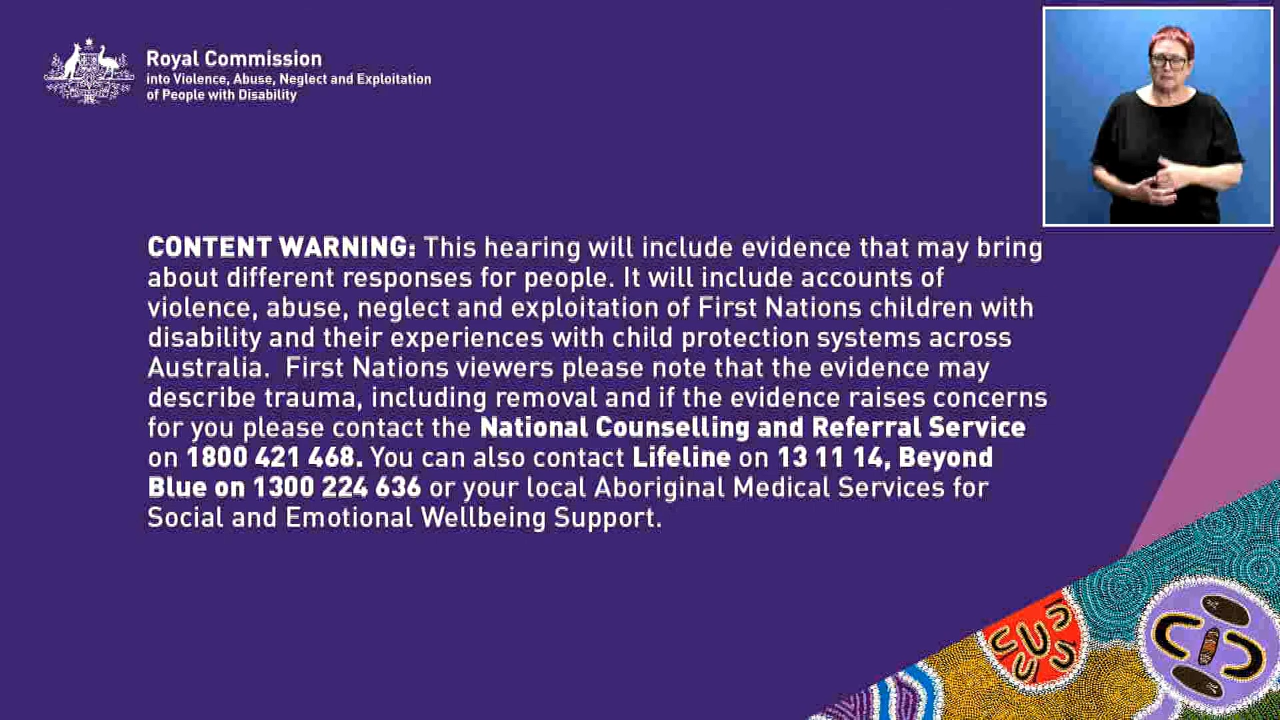 Royal Commission
into Violence, Abuse, Neglect and Exploitation
of People with Disability
CONTENT WARNING: This hearing will include evidence that may bring
about different responses for people. It will include accounts of
violence, abuse, neglect and exploitation of First Nations children with
disability and their experiences with child protection systems across
Australia.  First Nations viewers please note that the evidence may
describe trauma, including removal and if the evidence raises concerns
for you please contact the National Counselling and Referral Service
on 1800 421 468. You can also contact Lifeline on 13 11 14, Beyond
Blue on 1300 224 636 or your local Aboriginal Medical Services for
Social and Emotional Wellbeing Support.